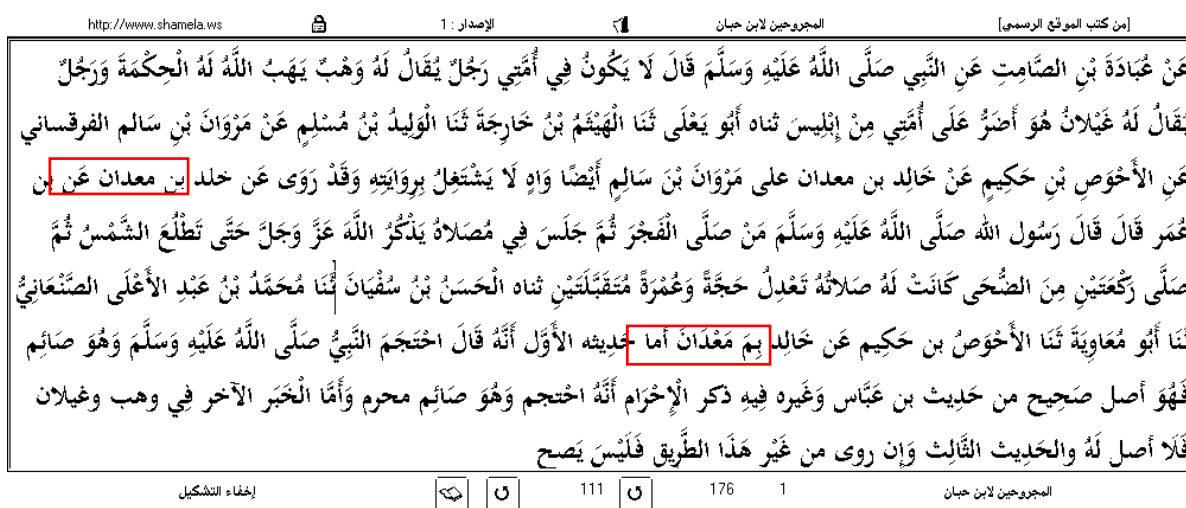 [من كتب الموقع الرسمي] المجروحين لابن حبان الإصدار : 1 http://www.shamela.ws
عَنْ عُبَادَةَ بْنِ الصَّامِتِ عَنِ النَّبِي صَلَّى اللَّهُ عَلَيْهِ وَسَلَّمَ قَالَ لَا يَكُونُ فِي أُمَّتِي رَجُلٌ يُقَالُ لَهُ وَهْبٌ يَهَبُ اللَّهُ لَهُ الْحِكْمَةَ وَرَجُلٌ
يُقَالُ لَهُ غَيْلانُ هُوَ أَضَرُّ عَلَى أُمَّتِي مِنْ إِبْلِيسَ ثناه أَبُو يَعْلَى ثَنَا الْهَيْثَمُ بْنُ خَارِجَةَ ثَنَا الْوَلِيدُ بْنُ مُسْلِمٍ عَنْ مَرْوَانَ بْنِ سَالم الفرقساني
عَنِ الأَحْوَصِ بْنِ حَكِيمٍ عَنْ خَالِد بن معدان على مَرْوَانَ بْنَ سَالِمٍ أَيْضًا وَاهٍ لَا يَشْتَغِلُ بِرِوَايَتِهِ وَقَدْ رَوَى عَن خلد بن معدان عَن بن
عُمَر قَالَ قَالَ رَسُول الله صَلَّى اللَّهُ عَلَيْهِ وَسَلَّمَ مَنْ صَلَّى الْفَجْرَ ثُمَّ جَلَسَ فِي مُصَلاهُ يَذْكُرُ اللَّهَ عَزَّ وَجَلَّ حَتَّى تَطْلُعَ الشَّمْسُ ثُمَّ
صَلَّى رَكْعَتَيْنِ مِنَ الضُّحَى كَانَتْ لَهُ صَلاتُهُ تَعْدِلُ حَجَّةً وَعُمْرَةً مُتَقَبَّلَتَيْنِ ثناه الْحَسَنُ بْنُ سُفْيَانَ ثَنَا مُحَمَّدُ بْنُ عَبْدِ الأَعْلَى الصَّنْعَانِيُّ
ثَنَا أَبُو مُعَاوِيَةَ ثَنَا الأَحْوَصُ بن حَكِيم عَن خَالِد بِمَ مَعْدَانَ أما حَدِيثه الأَوَّل أَنَّهُ قَالَ احْتَجَمَ النَّبِيُّ صَلَّى اللَّهُ عَلَيْهِ وَسَلَّمَ وَهُوَ صَائِم
فَهُوَ أصل صَحِيح من حَدِيث بن عَبَّاس وَغَيره فِيهِ ذكر الْإِحْرَام أَنَّهُ احْتجم وَهُوَ صَائِم محرم وَأَمَّا الْخَبَر الآخر فِي وهب وغيلان
فَلَا أصل لَهُ والحَدِيث الثَّالِث وَإِن روى من غَيْر هَذَا الطَّرِيق فَلَيْسَ يَصح
المجروحين لابن حبان 1 176 111 إخفاء التشكيل